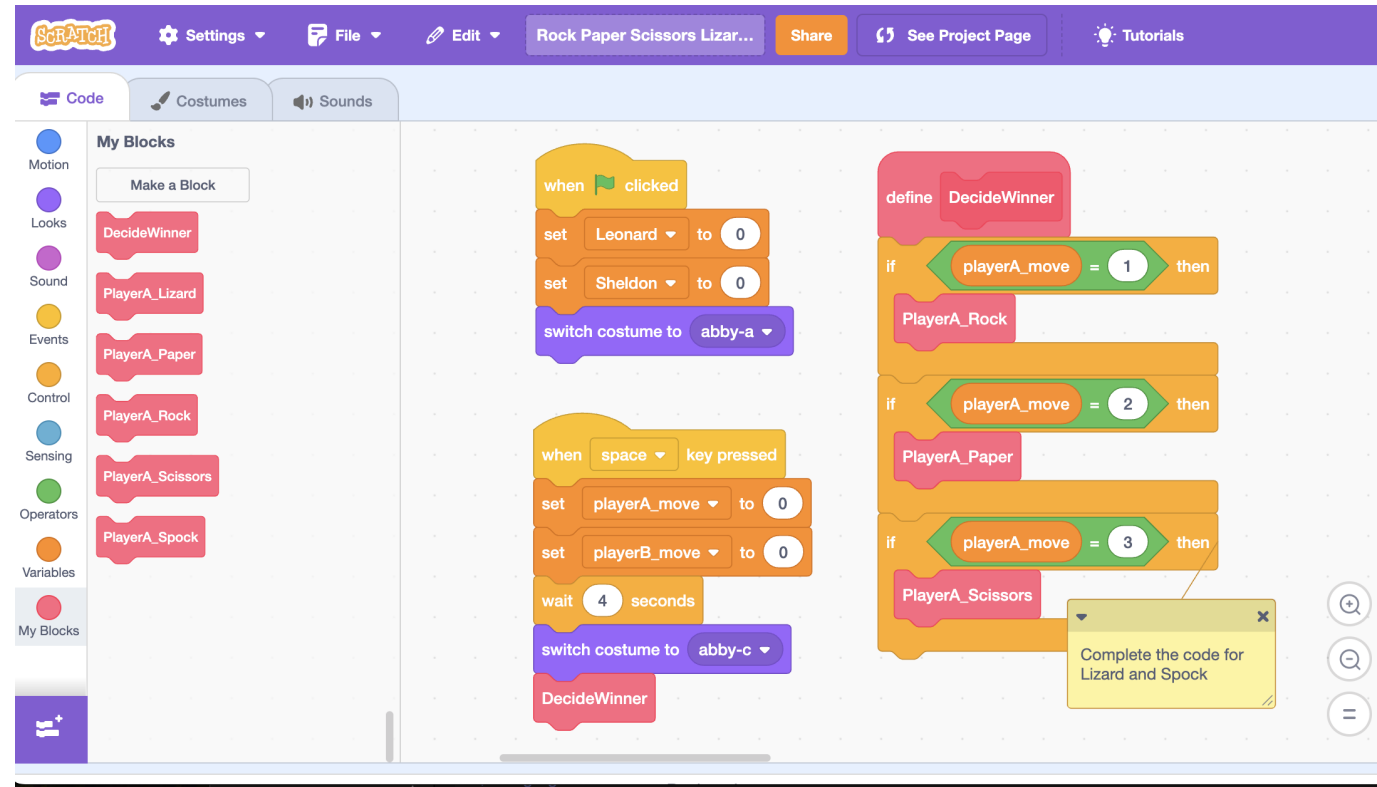 SCRATCH Settings File Edit Rock Paper Scissors Lizar... Share See Project Page Tutorials
Code Costumes Sounds
Motion
Looks
Sound
Events
Control
Sensing
Operators
Variables
My Blocks
My Blocks
Make a Block
DecideWinner
PlayerA_Lizard
PlayerA_Paper
PlayerA_Rock
PlayerA_Scissors
PlayerA_Spock
when clicked
set Leonard to 0
set Sheldon to 0
switch costume to abby-a
when space key pressed
set playerA_move to 0
set playerB_move to 0
wait 4 seconds
switch costume to abby-c
DecideWinner
define DecideWinner
if playerA_move = 1 then
PlayerA_Rock
if playerA_move = 2 then
PlayerA_Paper
if playerA_move = 3 then
PlayerA_Scissors
Complete the code for
Lizard and Spock